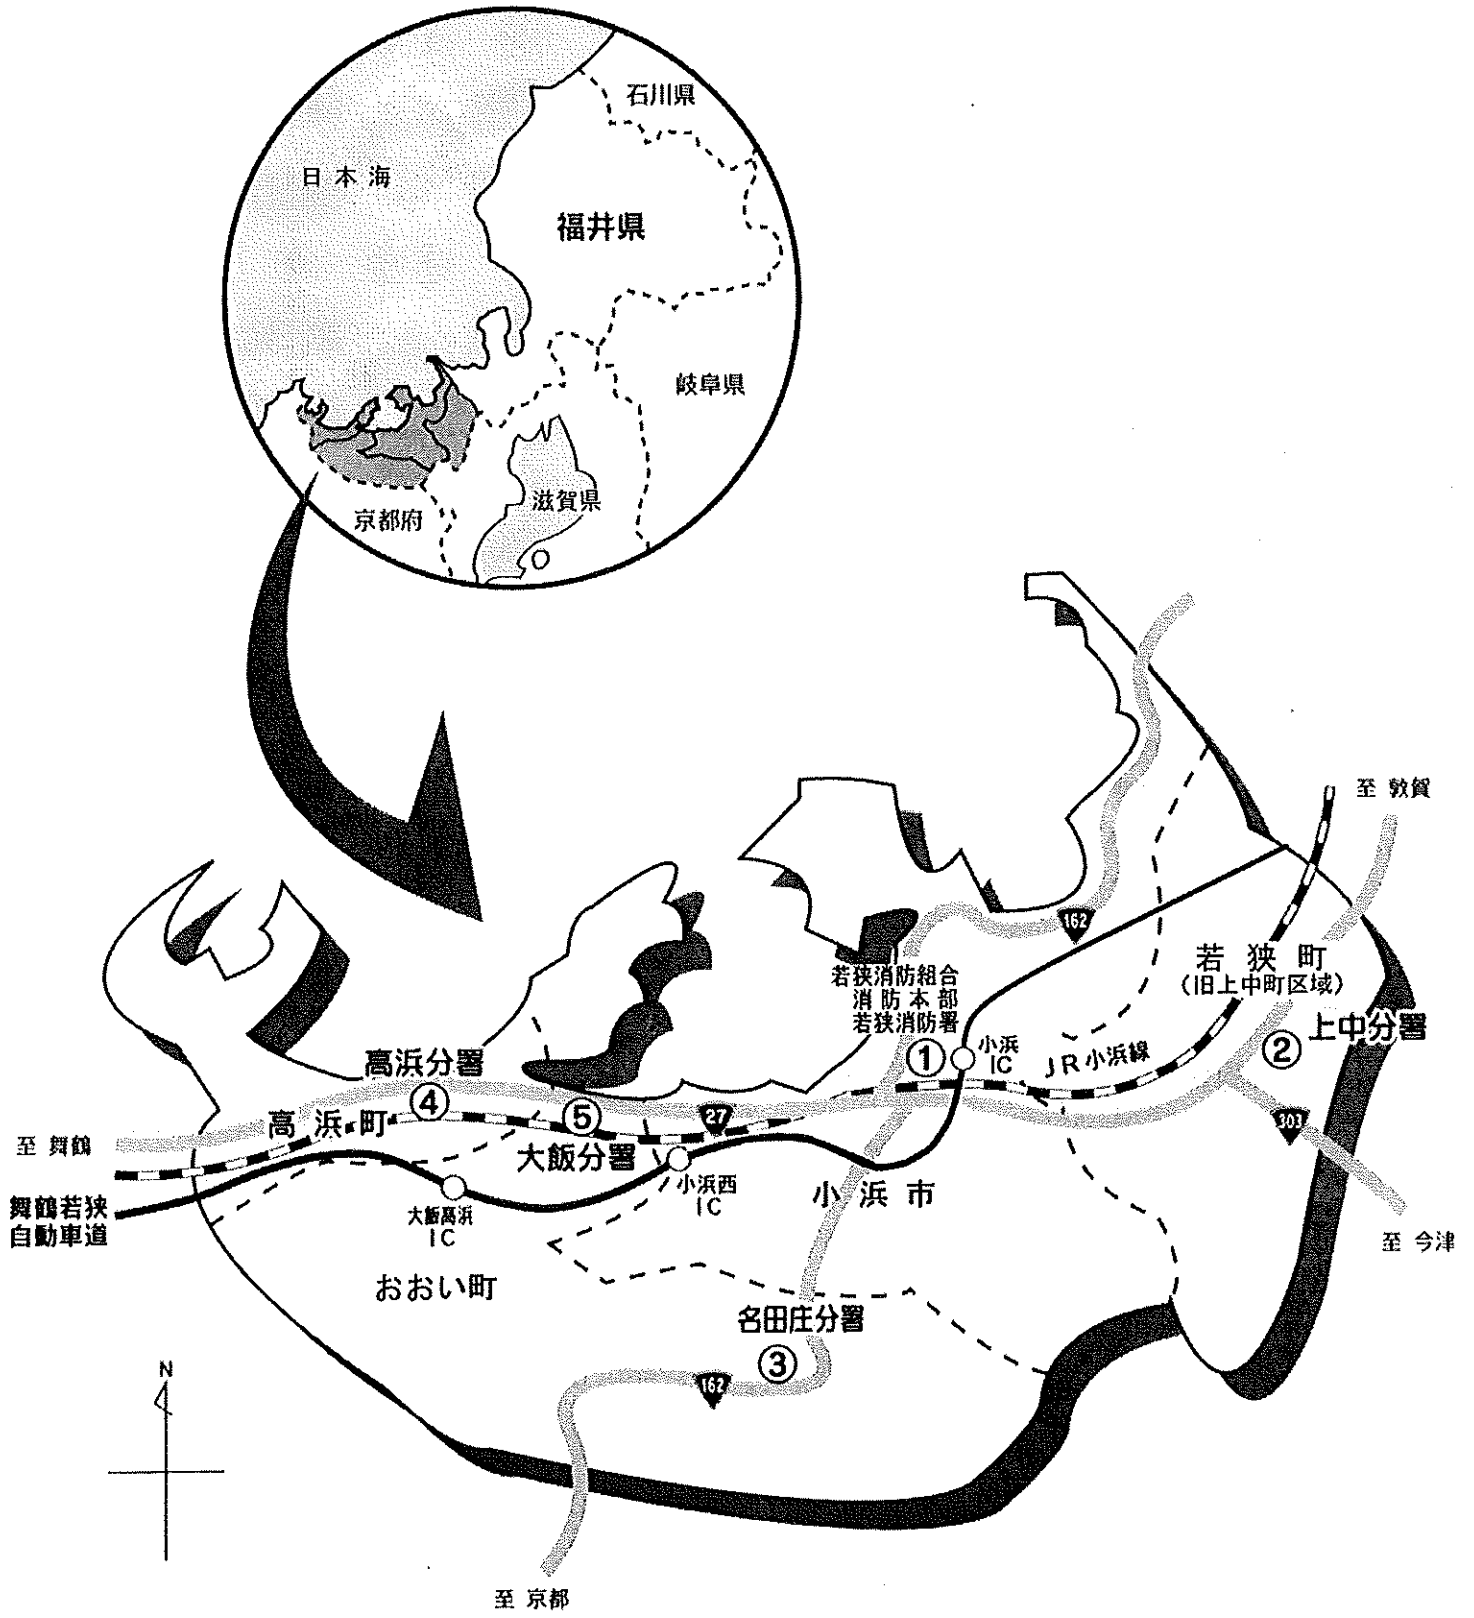 石川県
日本海
福井県
岐阜県
滋賀県
京都府
至 敦賀
162
若狭町
(旧上中町区域)
若狭消防組合
消防本部
若狭消防署
上中分署
①
小浜
IC
JR小浜線
②
高浜分署
④
⑤
27
303
高浜町
至 舞鶴
大飯分署
小浜西
IC
小浜市
舞鶴若狭
自動車道
大飯高浜
IC
至 今津
おおい町
名田庄分署
③
162
N
至 京都